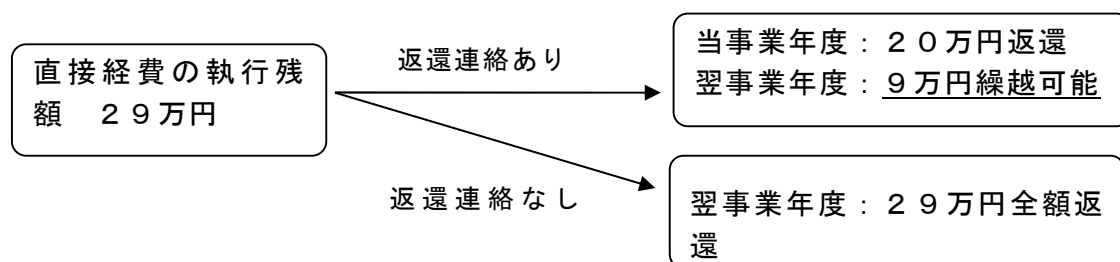 直接経費の執行残
額　２９万円
返還連絡あり
当事業年度：２０万円返還
翌事業年度：９万円繰越可能
返還連絡なし
翌事業年度：２９万円全額返
還